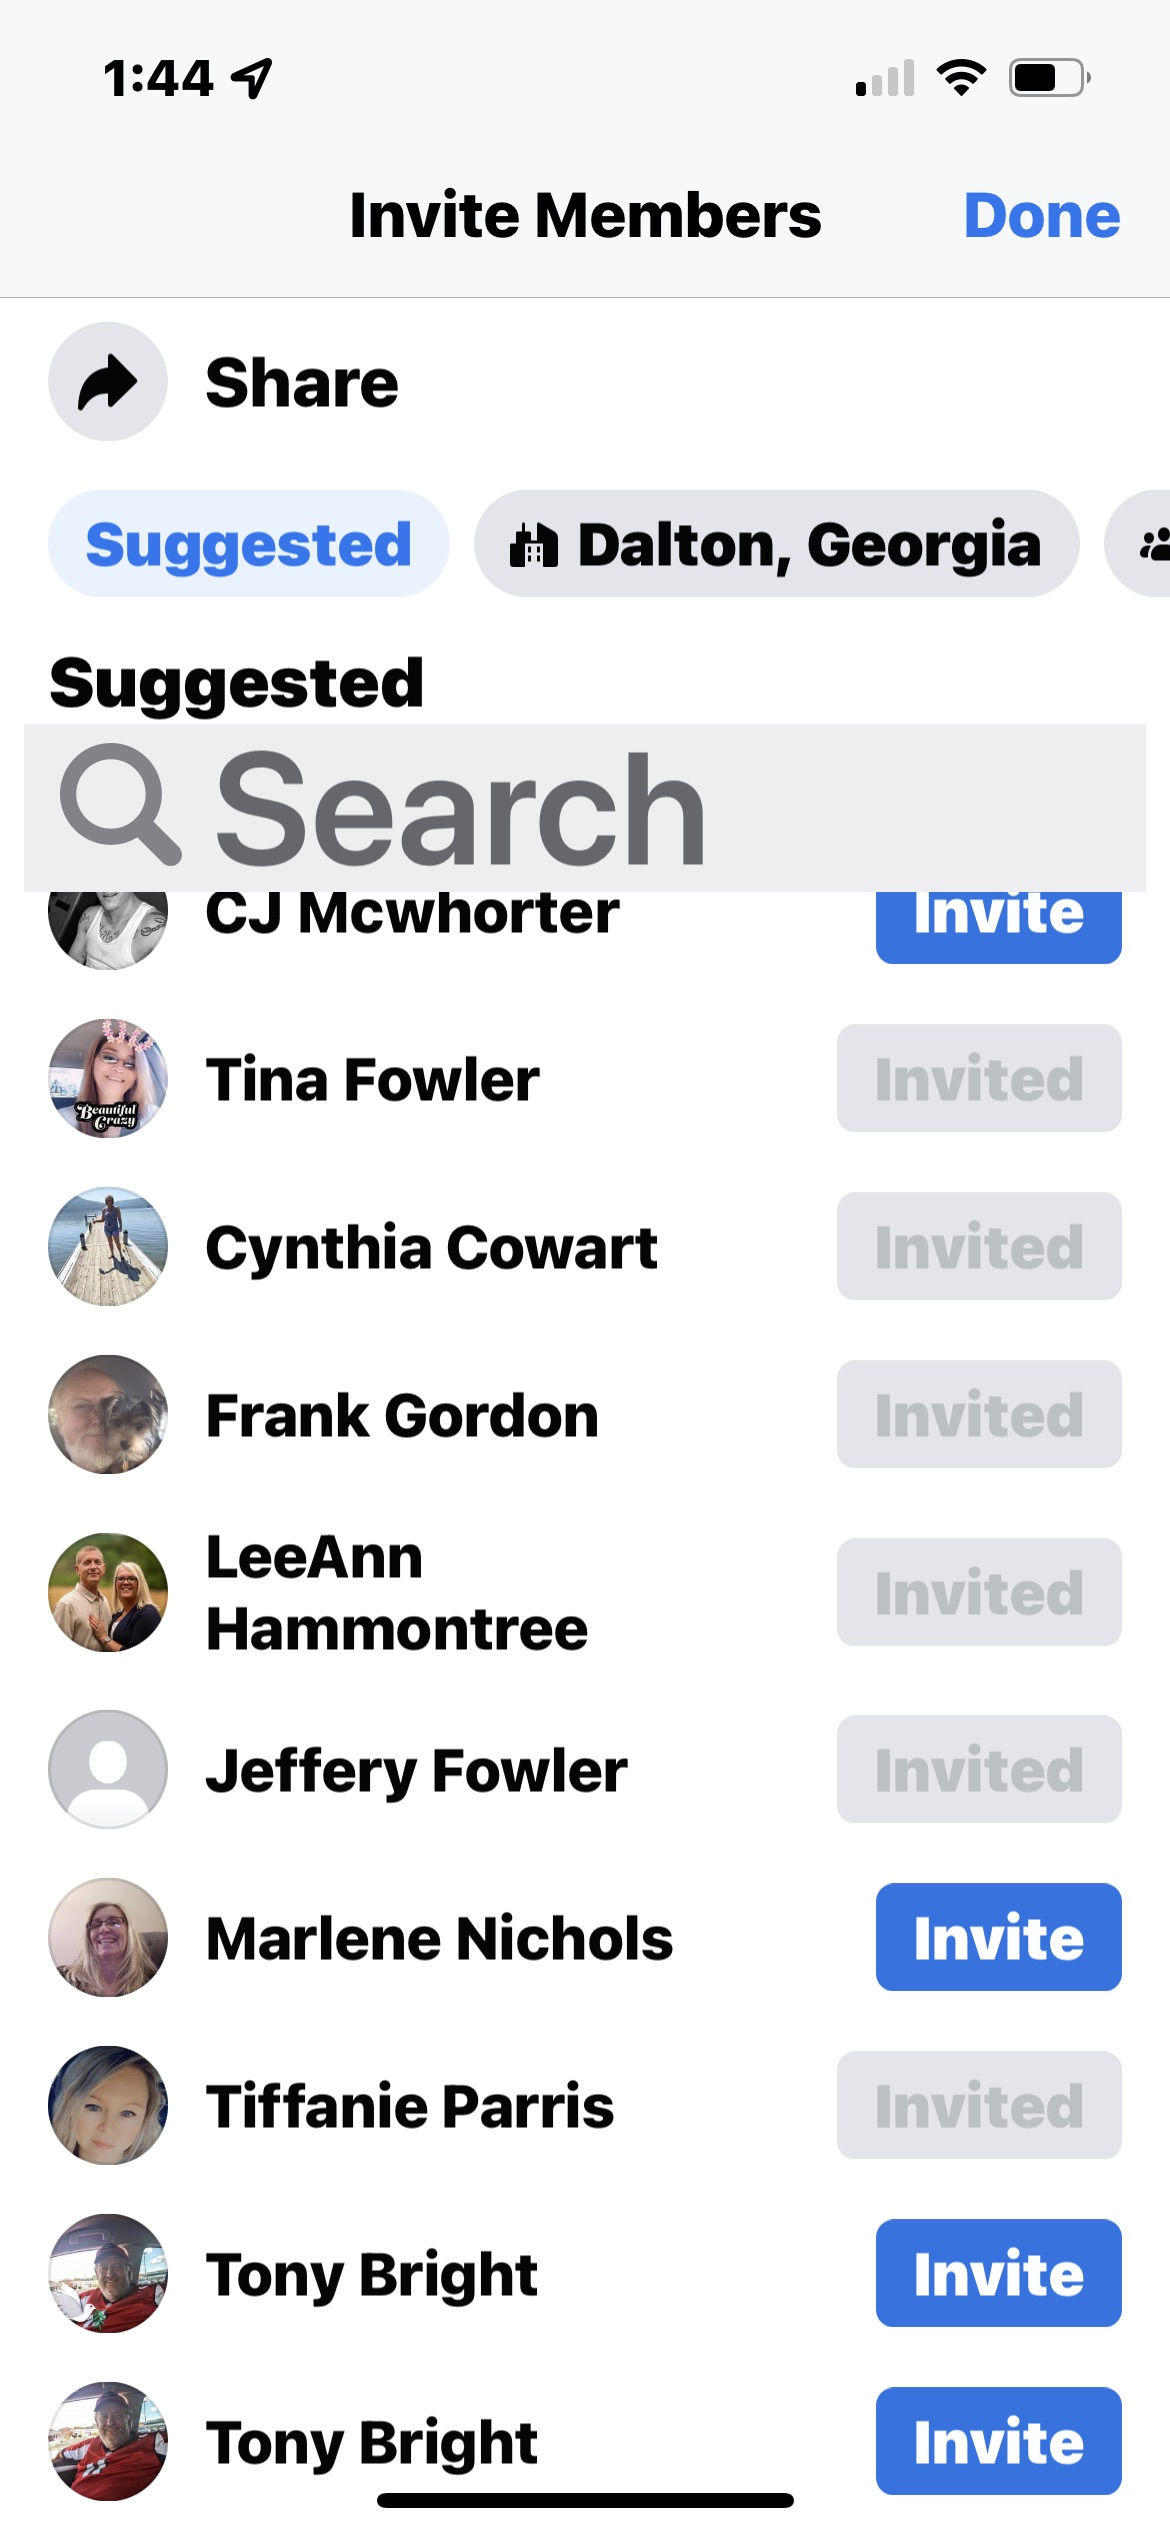 1:44
Invite Members
Done
Share
Suggested
Dalton, Georgia
Suggested
Search
CJ Mcwhorter
Invite
Tina Fowler
Invited
Beautiful
Crazy
Cynthia Cowart
Invited
Frank Gordon
Invited
LeeAnn
Hammontree
Invited
Jeffery Fowler
Invited
Marlene Nichols
Invite
Tiffanie Parris
Invited
Tony Bright
Invite
Tony Bright
Invite